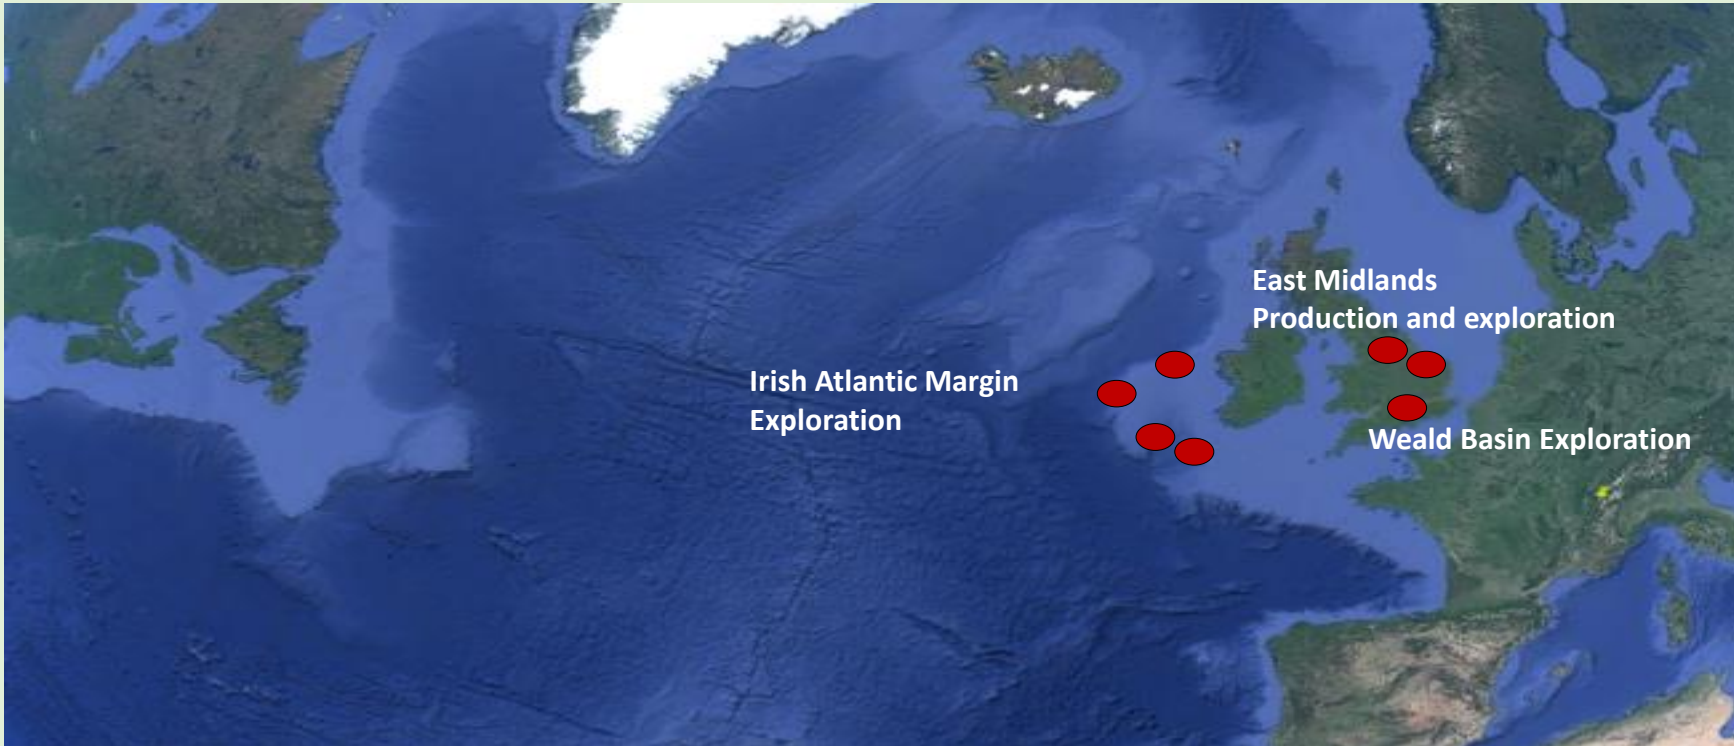 East Midlands
Production and exploration
Irish Atlantic Margin
Exploration
Weald Basin Exploration